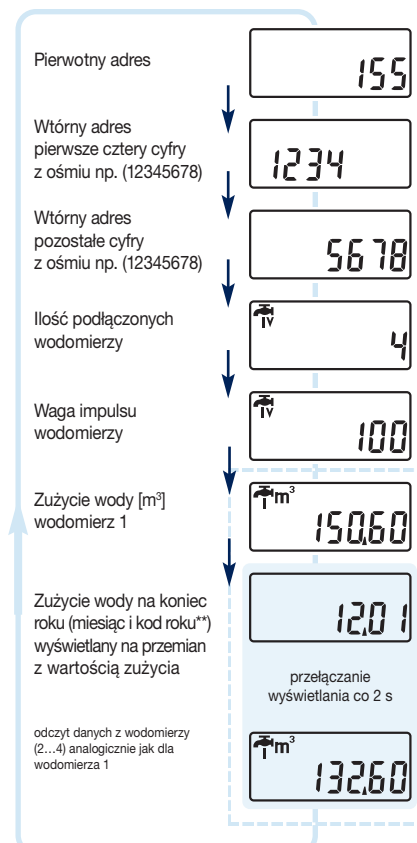 Pierwotny adres
155
Wtórny adres
pierwsze cztery cyfry
z ośmiu np. (12345678)
1234
Wtórny adres
pozostałe cyfry
z ośmiu np. (12345678)
5678
Ilość podłączonych
wodomierzy
IV
4
Waga impulsu
wodomierzy
IV
100
Zużycie wody [m³]
wodomierz 1
I m³
150,60
Zużycie wody na koniec
roku (miesiąc i kod roku**)
wyświetlany na przemian
z wartością zużycia
12,01
przełączanie
wyświetlania co 2 s
odczyt danych z wodomierzy
(2...4) analogicznie jak dla
wodomierza 1
I m³
132,60